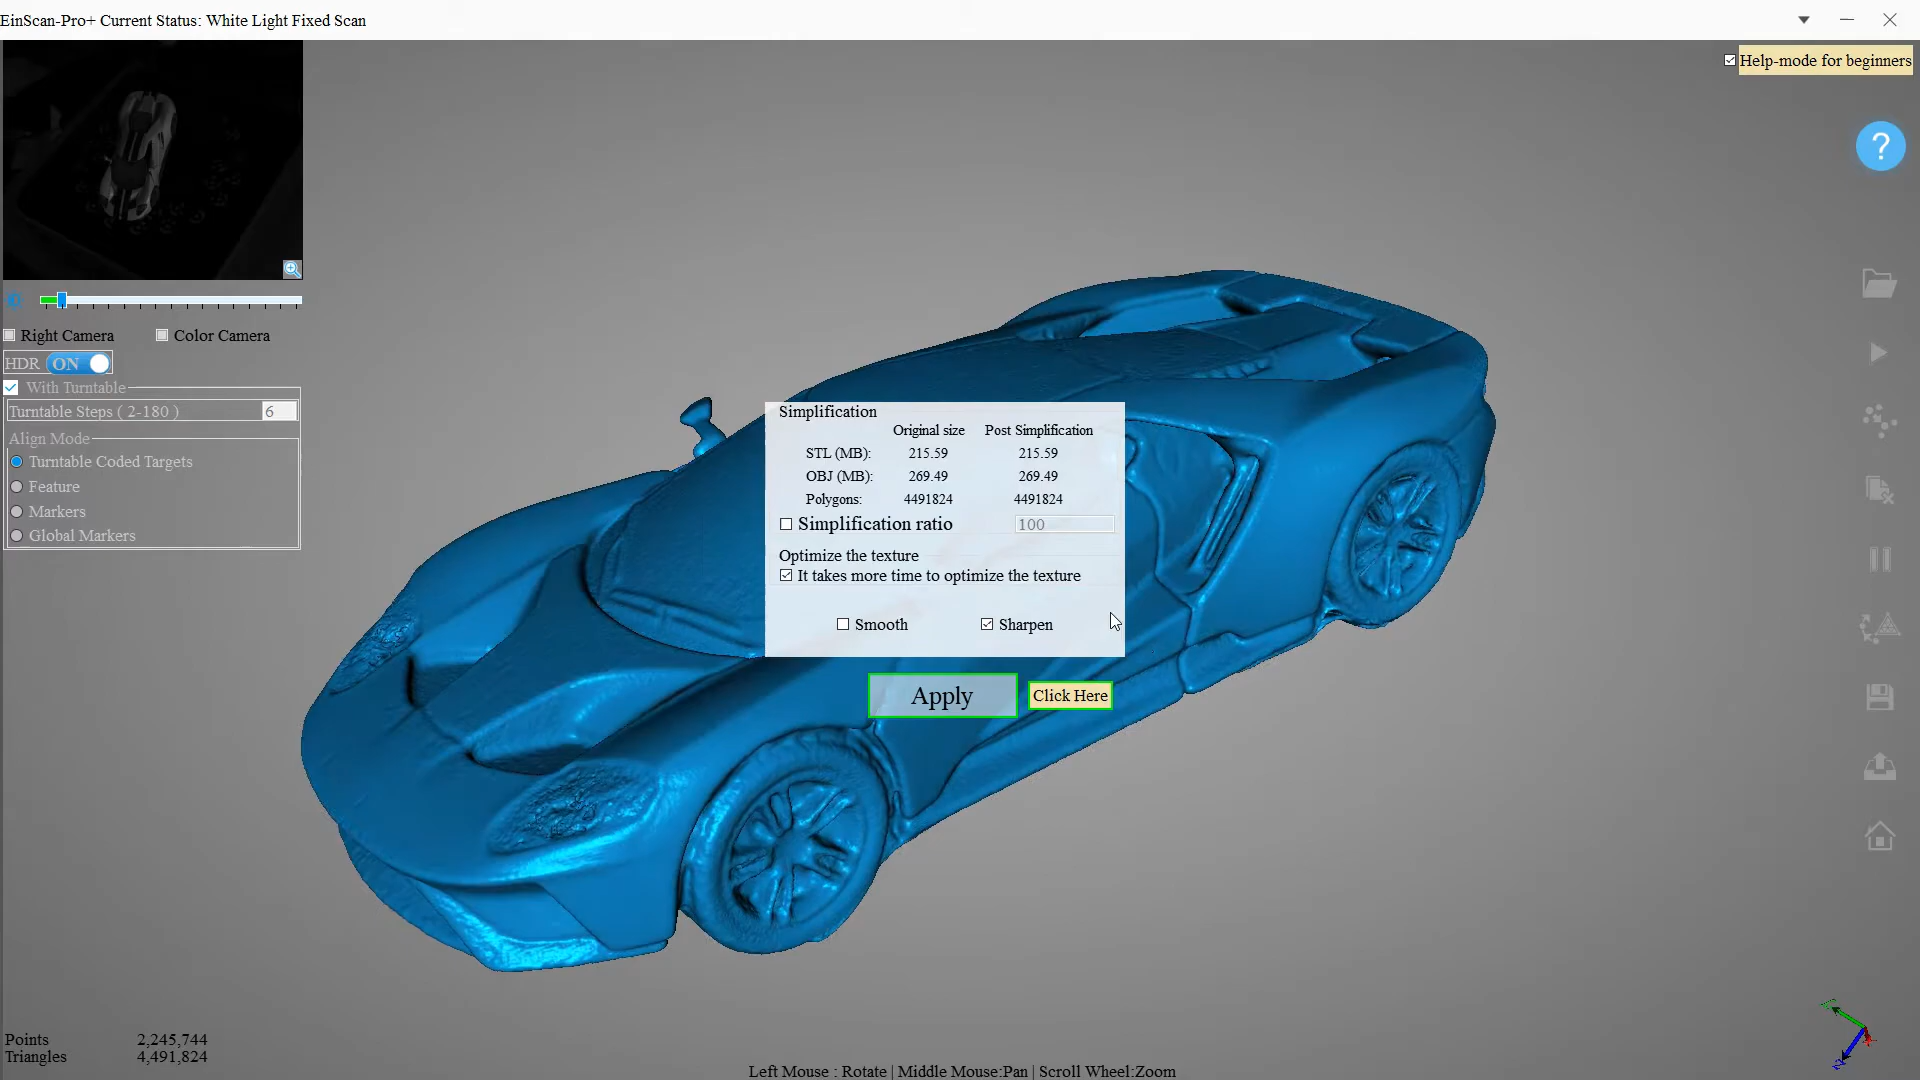 EinScan-Pro+ Current Status: White Light Fixed Scan
Help-mode for beginners
?
Right Camera Color Camera
HDR ON
With Turntable
Turntable Steps ( 2-180 ) 6
Align Mode
Turntable Coded Targets
Feature
Markers
Global Markers
Simplification
Original size Post Simplification
STL (MB): 215.59 215.59
OBJ (MB): 269.49 269.49
Polygons: 4491824 4491824
Simplification ratio 100
Optimize the texture
It takes more time to optimize the texture
Smooth Sharpen
Apply Click Here
Points 2,245,744
Triangles 4,491,824
Left Mouse : Rotate | Middle Mouse:Pan | Scroll Wheel:Zoom